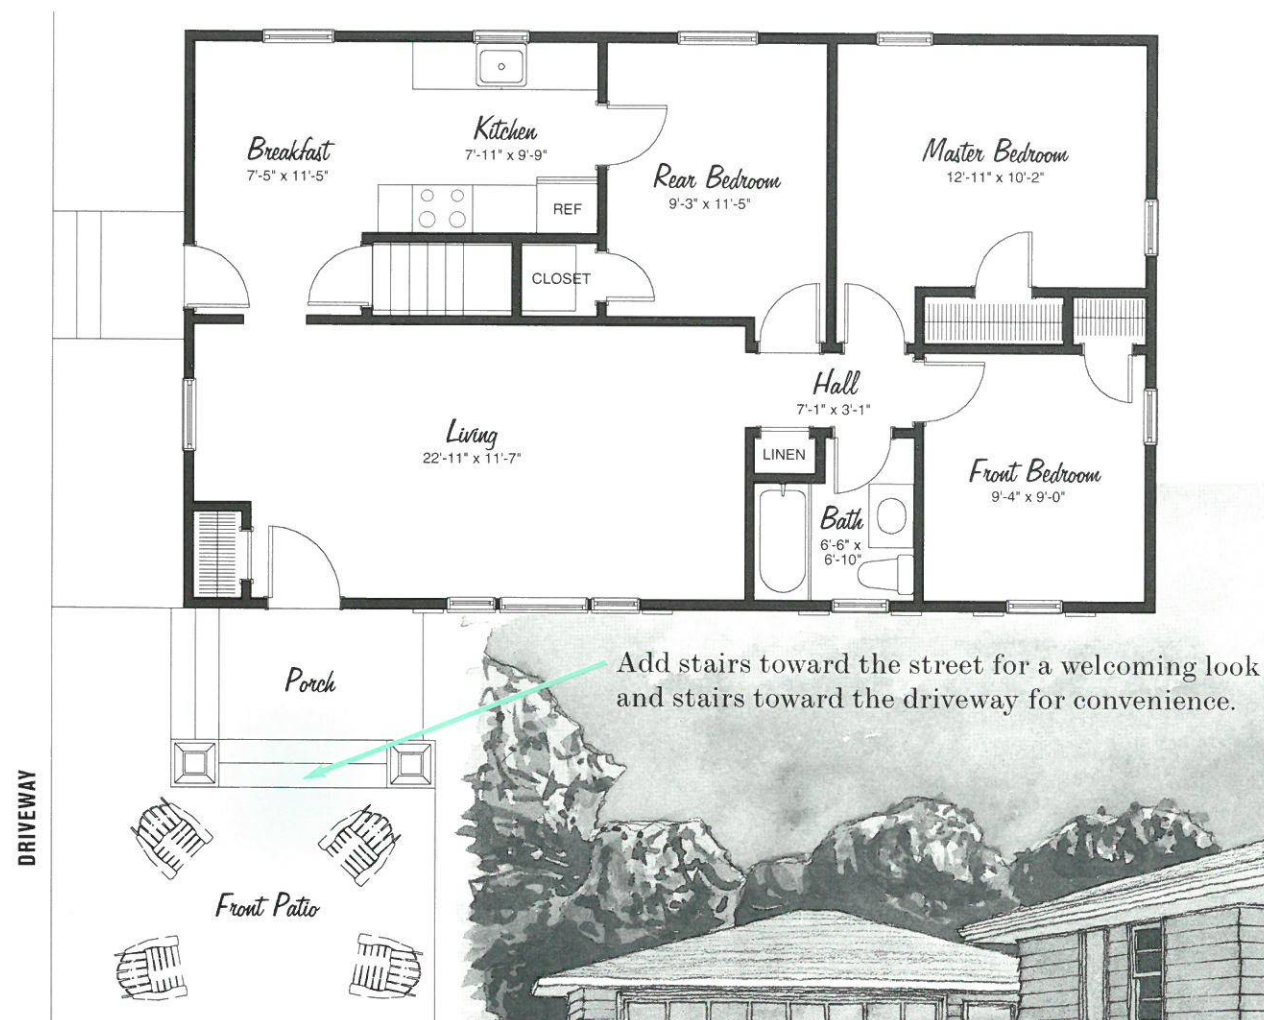 Breakfast
7'-5" x 11'-5"
Kitchen
7'-11" x 9'-9"
REF
Rear Bedroom
9'-3" x 11'-5"
Master Bedroom
12'-11" x 10'-2"
CLOSET
Hall
7'-1" x 3'-1"
Living
22'-11" x 11'-7"
LINEN
Bath
6'-6" x
6'-10"
Front Bedroom
9'-4" x 9'-0"
Porch
Add stairs toward the street for a welcoming look
and stairs toward the driveway for convenience.
DRIVEWAY
Front Patio